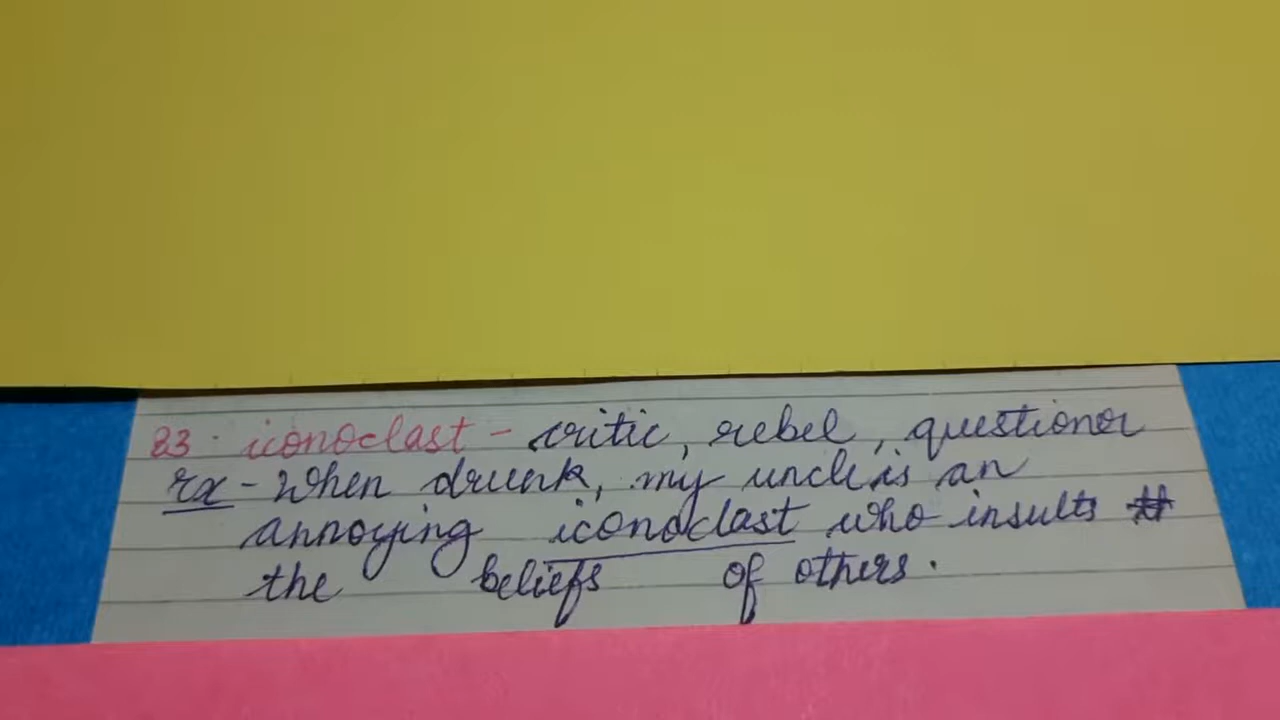 83. iconoclast - critic, rebel, questioner
Ex - When drunk, my uncle is an
annoying iconoclast who insults
the beliefs of others.